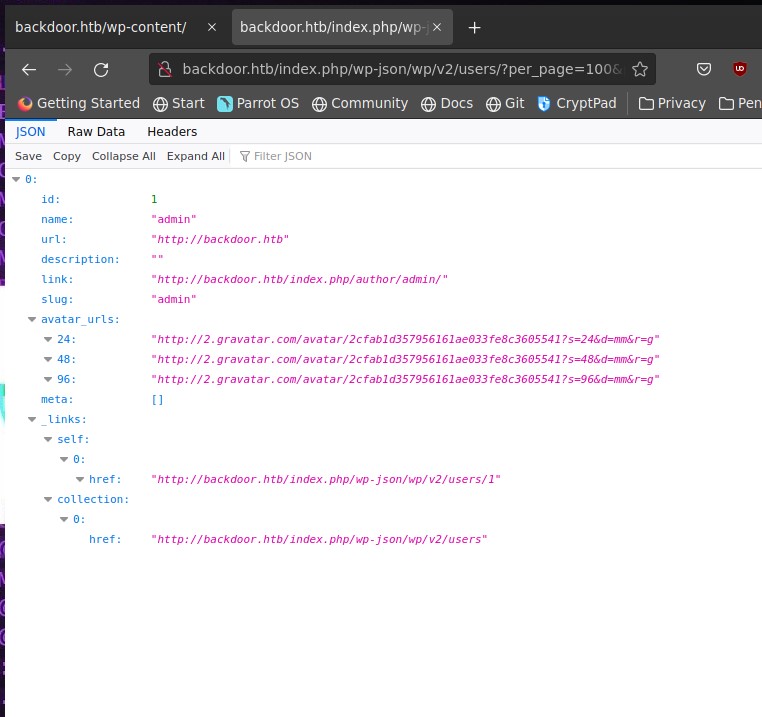 backdoor.htb/wp-content/ backdoor.htb/index.php/wp-j
backdoor.htb/index.php/wp-json/wp/v2/users/?per_page=100&
Getting Started Start Parrot OS Community Docs Git CryptPad Privacy Pen
JSON Raw Data Headers
Save Copy Collapse All Expand All Filter JSON
0:
id: 1
name: "admin"
url: "http://backdoor.htb"
description: ""
link: "http://backdoor.htb/index.php/author/admin/"
slug: "admin"
avatar_urls:
24: "http://2.gravatar.com/avatar/2cfab1d357956161ae033fe8c3605541?s=24&d=mm&r=g"
48: "http://2.gravatar.com/avatar/2cfab1d357956161ae033fe8c3605541?s=48&d=mm&r=g"
96: "http://2.gravatar.com/avatar/2cfab1d357956161ae033fe8c3605541?s=96&d=mm&r=g"
meta: []
_links:
self:
0:
href: "http://backdoor.htb/index.php/wp-json/wp/v2/users/1"
collection:
0:
href: "http://backdoor.htb/index.php/wp-json/wp/v2/users"